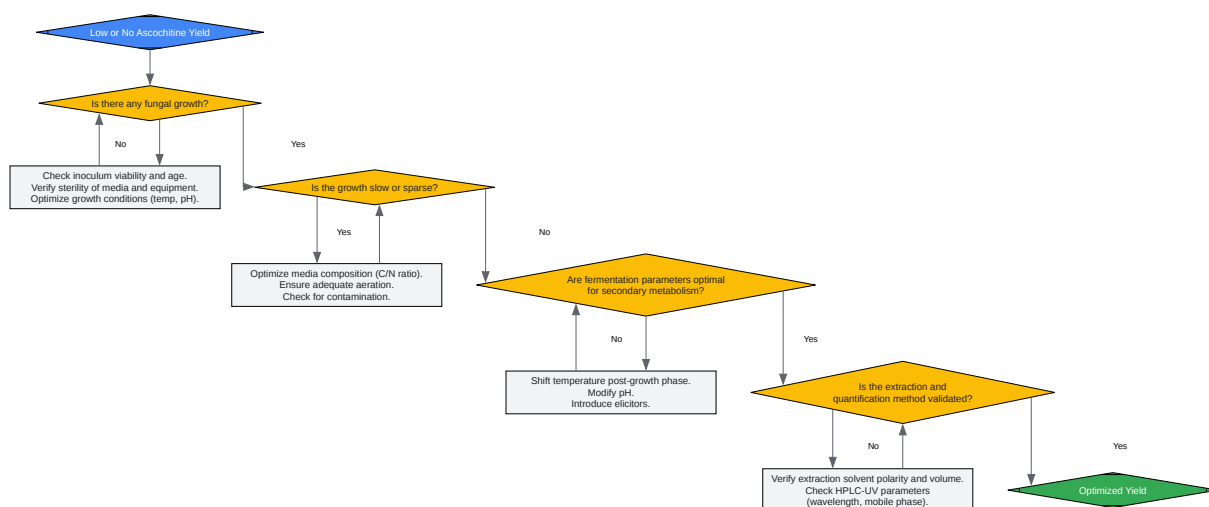 Low or No Ascochitine Yield
Is there any fungal growth?
No
Yes
Check inoculum viability and age.
Verify sterility of media and equipment.
Optimize growth conditions (temp, pH).
Is the growth slow or sparse?
Yes
No
Optimize media composition (C/N ratio).
Ensure adequate aeration.
Check for contamination.
Are fermentation parameters optimal
for secondary metabolism?
No
Yes
Shift temperature post-growth phase.
Modify pH.
Introduce elicitors.
Is the extraction and
quantification method validated?
No
Yes
Verify extraction solvent polarity and volume.
Check HPLC-UV parameters
(wavelength, mobile phase).
Optimized Yield